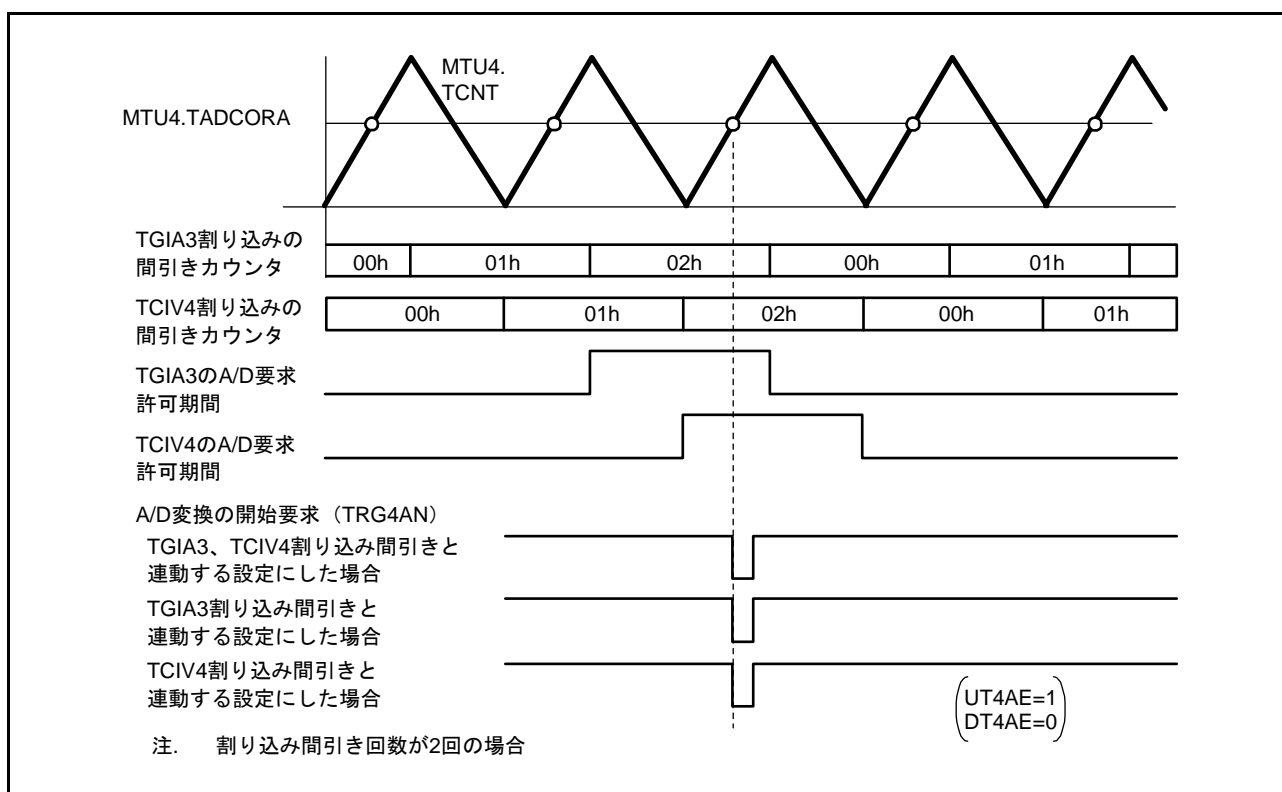 MTU4.
TCNT
MTU4.TADCORA
TGIA3割り込みの
間引きカウンタ
00h 01h 02h 00h 01h
TCIV4割り込みの
間引きカウンタ
00h 01h 02h 00h 01h
TGIA3のA/D要求
許可期間
TCIV4のA/D要求
許可期間
A/D変換の開始要求（TRG4AN）
TGIA3、TCIV4割り込み間引きと
連動する設定にした場合
TGIA3割り込み間引きと
連動する設定にした場合
TCIV4割り込み間引きと
連動する設定にした場合
UT4AE=1
DT4AE=0
注. 割り込み間引き回数が2回の場合